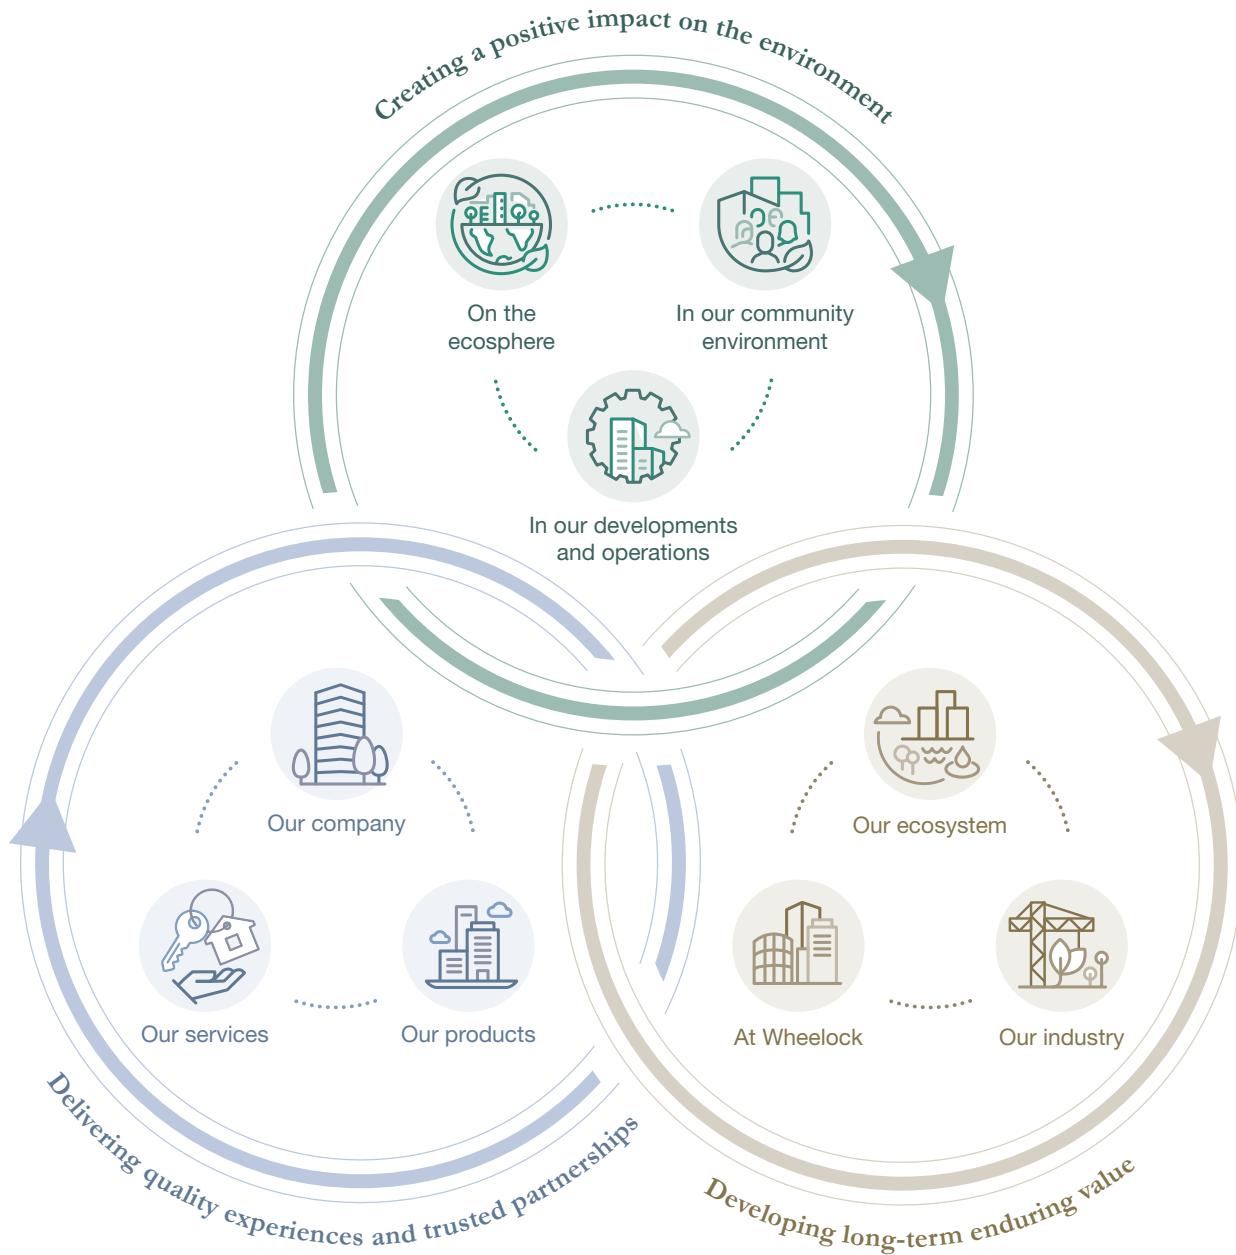 Creating a positive impact on the environment
On the
ecosphere
In our community
environment
In our developments
and operations
Our company
Our services
Our products
Delivering quality experiences and trusted partnerships
Our ecosystem
At Wheelock
Our industry
Developing long-term enduring value